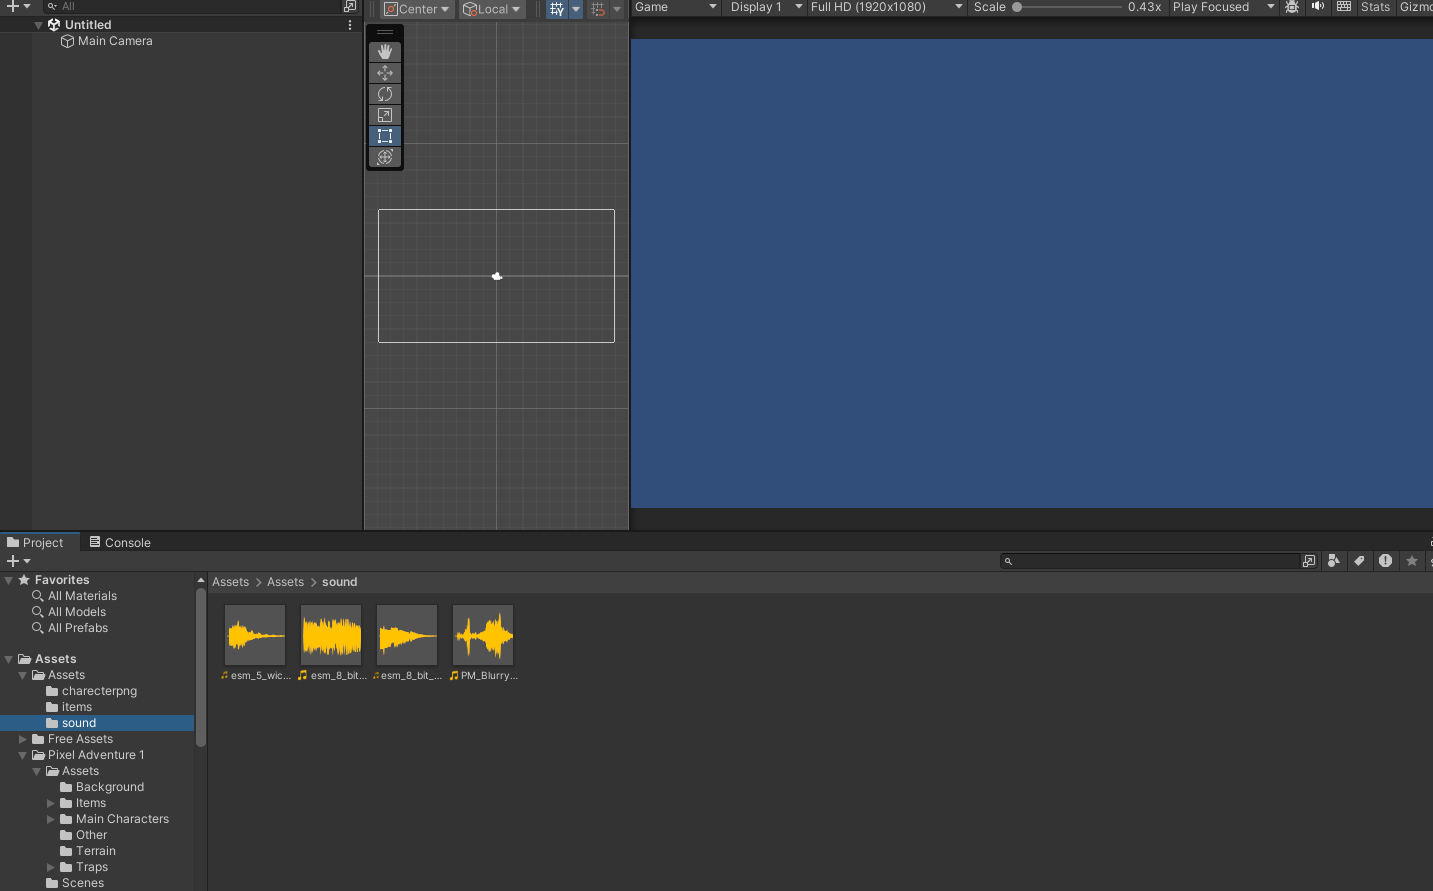 All
Center
Local
Game
Display 1
Full HD (1920x1080)
Scale
0.43x
Play Focused
Stats
Gizmo
Untitled
Main Camera
Project
Console
Favorites
All Materials
All Models
All Prefabs
Assets
Assets
charecterpng
items
sound
Free Assets
Pixel Adventure 1
Assets
Background
Items
Main Characters
Other
Terrain
Traps
Scenes
Assets > Assets > sound
esm_5_wic...
esm_8_bit...
esm_8_bit_...
PM_Blurry...